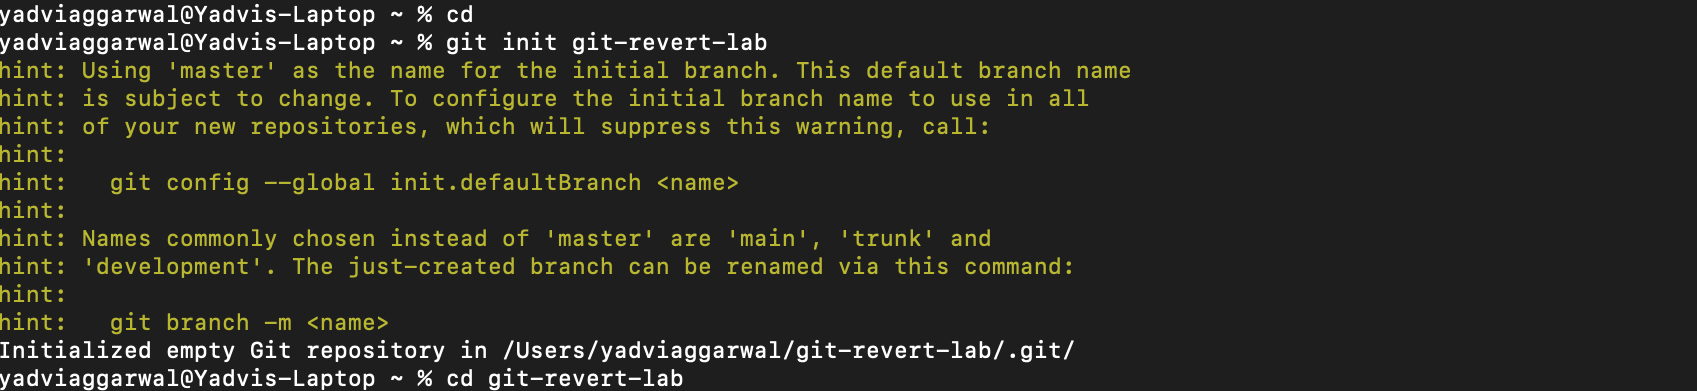 yadviaggarwal@Yadvis-Laptop ~ % cd
yadviaggarwal@Yadvis-Laptop ~ % git init git-revert-lab
hint: Using 'master' as the name for the initial branch. This default branch name
hint: is subject to change. To configure the initial branch name to use in all
hint: of your new repositories, which will suppress this warning, call:
hint:
hint:   git config --global init.defaultBranch <name>
hint:
hint: Names commonly chosen instead of 'master' are 'main', 'trunk' and
hint: 'development'. The just-created branch can be renamed via this command:
hint:
hint:   git branch -m <name>
Initialized empty Git repository in /Users/yadviaggarwal/git-revert-lab/.git/
yadviaggarwal@Yadvis-Laptop ~ % cd git-revert-lab